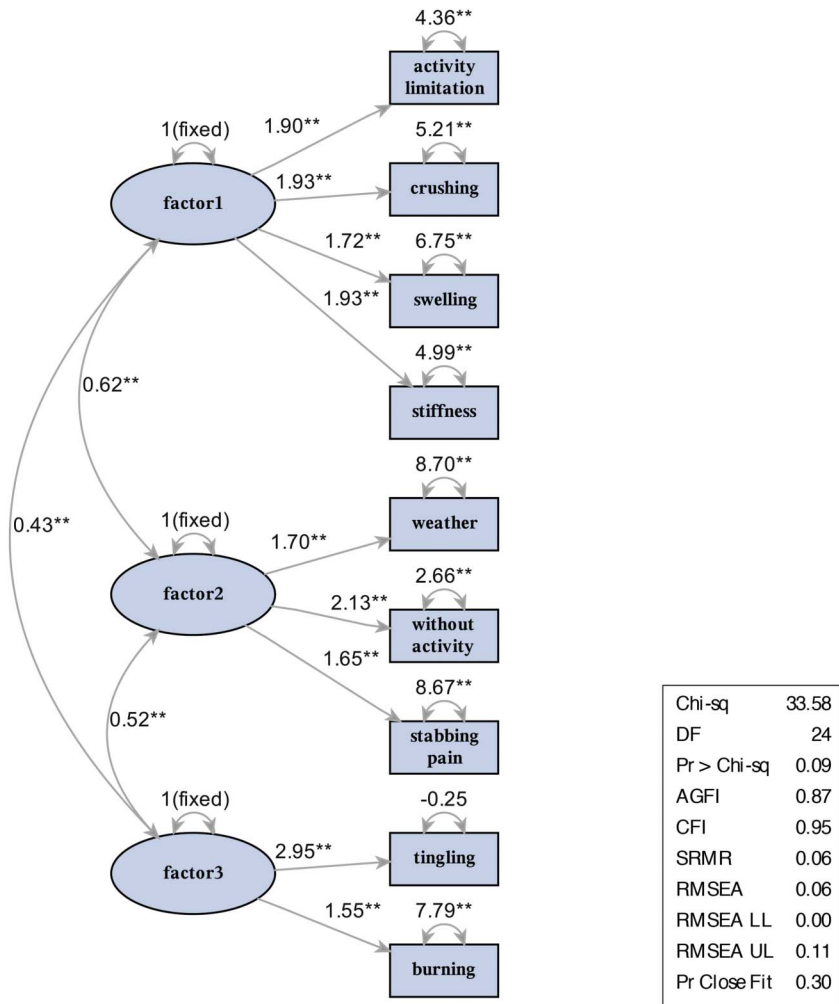 4.36**
activity
limitation
1(fixed)
1.90**
5.21**
factor1
1.93**
crushing
1.72**
6.75**
1.93**
swelling
4.99**
0.62**
stiffness
8.70**
0.43**
1(fixed)
1.70**
weather
factor2
2.13**
2.66**
without
activity
1.65**
8.67**
0.52**
stabbing
pain
1(fixed)
-0.25
factor3
2.95**
tingling
1.55**
7.79**
burning
Chi-sq 33.58
DF 24
Pr > Chi-sq 0.09
AGFI 0.87
CFI 0.95
SRMR 0.06
RMSEA 0.06
RMSEA LL 0.00
RMSEA UL 0.11
Pr Close Fit 0.30